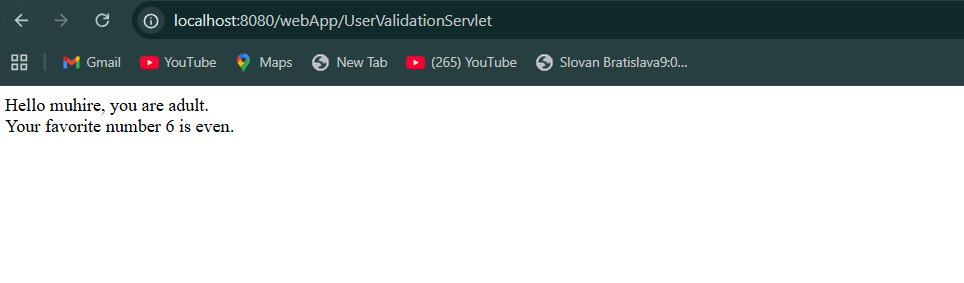 localhost:8080/webApp/UserValidationServlet
Gmail YouTube Maps New Tab (265) YouTube Slovan Bratislava9:0...
Hello muhire, you are adult.
Your favorite number 6 is even.